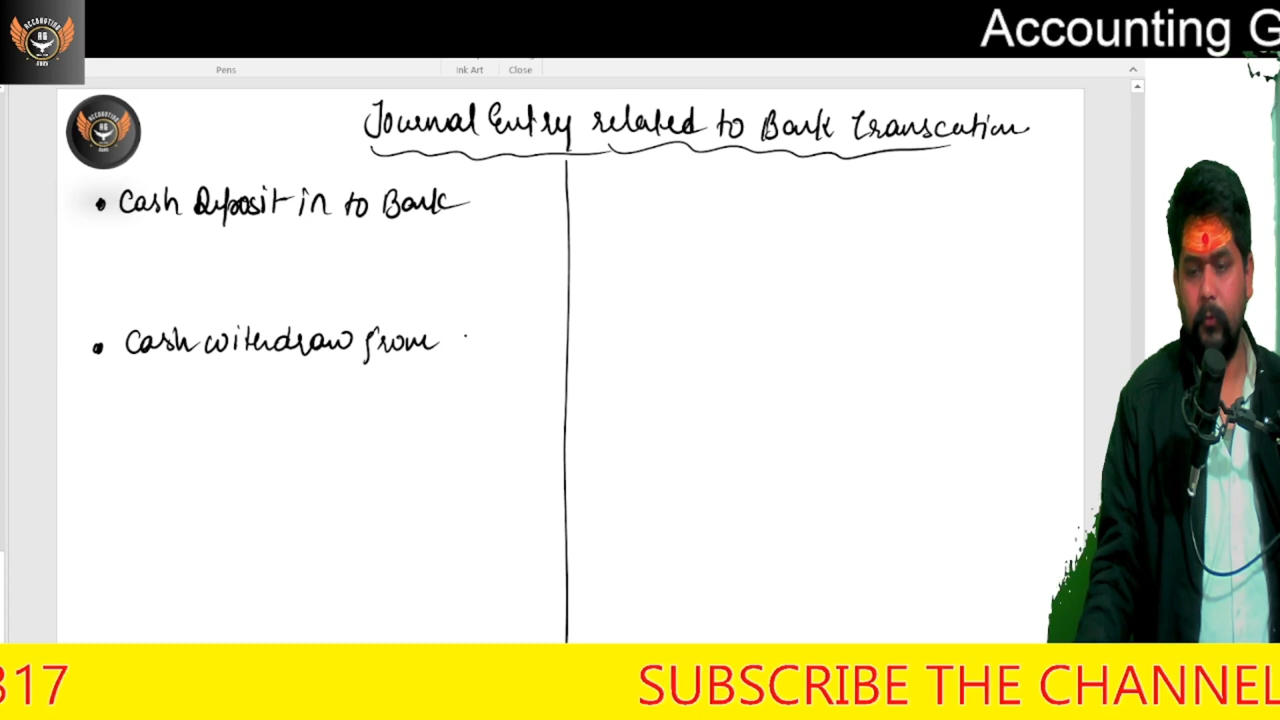 Accounting G
Pens
Ink Art
Close
Journal Entry related to Bank Transcation
• Cash Deposit in to Bank
• Cash withdraw from
317
SUBSCRIBE THE CHANNEL